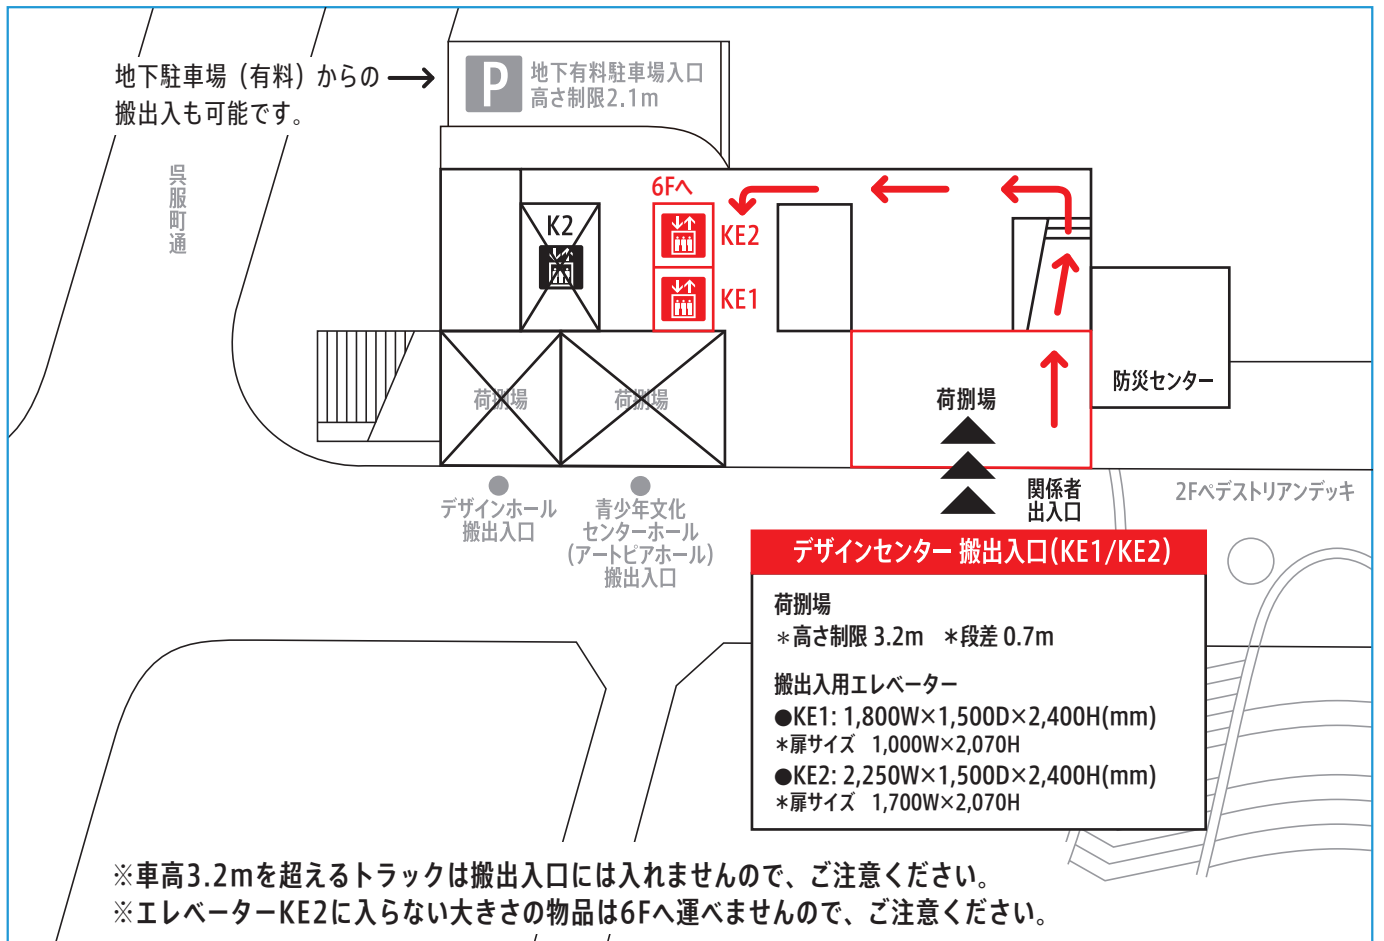 地下駐車場（有料）からの
搬出入も可能です。
P
地下有料駐車場入口
高さ制限2.1m
呉服町通
6Fへ
K2
KE2
KE1
荷捌場
荷捌場
荷捌場
防災センター
デザインホール
搬出入口
青少年文化
センターホール
(アートピアホール)
搬出入口
関係者
出入口
2Fペデストリアンデッキ
デザインセンター 搬出入口(KE1/KE2)
荷捌場
＊高さ制限 3.2m　＊段差 0.7m
搬出入用エレベーター
●KE1: 1,800W×1,500D×2,400H(mm)
＊扉サイズ　1,000W×2,070H
●KE2: 2,250W×1,500D×2,400H(mm)
＊扉サイズ　1,700W×2,070H
※車高3.2mを超えるトラックは搬出入口には入れませんので、ご注意ください。
※エレベーターKE2に入らない大きさの物品は6Fへ運べませんので、ご注意ください。